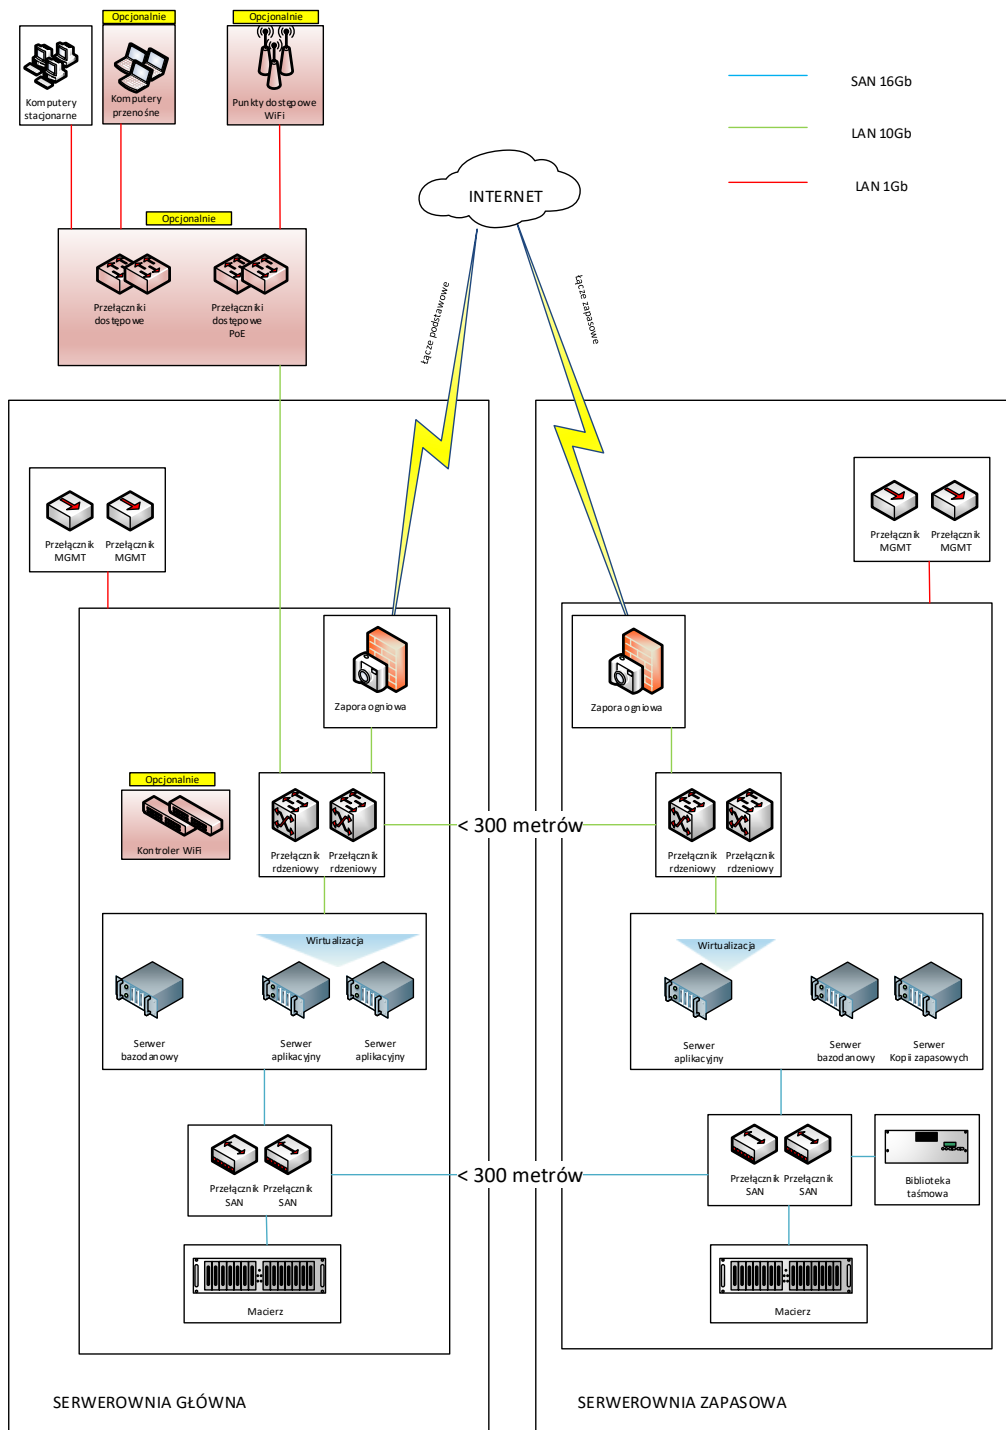 Opcjonalnie
Opcjonalnie
Komputery
stacjonarne
Komputery
przenośne
Punkty dostępowe
WiFi
SAN 16Gb
LAN 10Gb
LAN 1Gb
INTERNET
Opcjonalnie
Przełączniki
dostępowe
Przełączniki
dostępowe
PoE
Łącze podstawowe
Łącze zapasowe
Przełącznik
MGMT
Przełącznik
MGMT
Przełącznik
MGMT
Przełącznik
MGMT
Zapora ogniowa
Zapora ogniowa
Opcjonalnie
Kontroler WiFi
Przełącznik
rdzeniowy
Przełącznik
rdzeniowy
< 300 metrów
Przełącznik
rdzeniowy
Przełącznik
rdzeniowy
Wirtualizacja
Serwer
bazodanowy
Serwer
aplikacyjny
Serwer
aplikacyjny
Wirtualizacja
Serwer
aplikacyjny
Serwer
bazodanowy
Serwer
Kopii zapasowych
Przełącznik
SAN
Przełącznik
SAN
< 300 metrów
Przełącznik
SAN
Przełącznik
SAN
Biblioteka
taśmowa
Macierz
Macierz
SERWEROWNIA GŁÓWNA
SERWEROWNIA ZAPASOWA